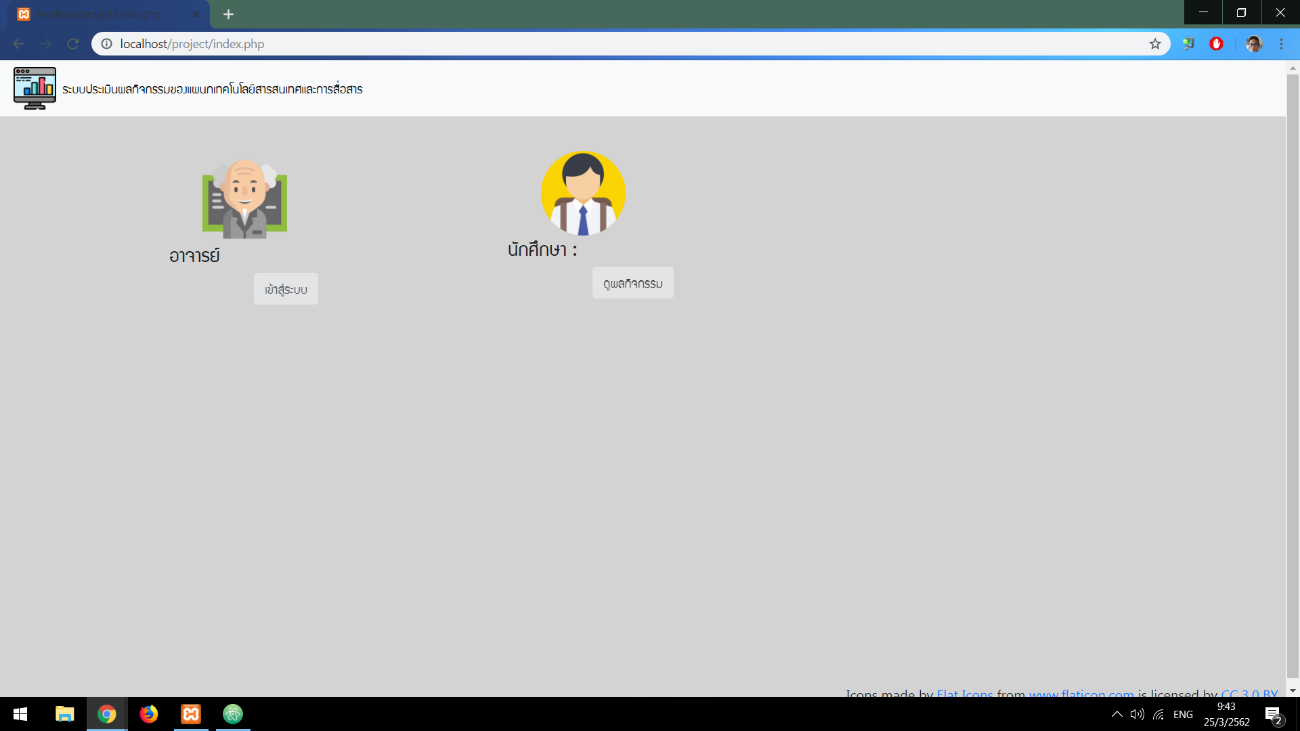 localhost/project/index.php
localhost/project/index.php
ระบบประเมินผลกิจกรรมของแผนกเทคโนโลยีสารสนเทศและการสื่อสาร
อาจารย์
นักศึกษา :
เข้าสู่ระบบ
ดูผลกิจกรรม
Icons made by Flat Icons from www.flaticon.com is licensed by CC 3.0 BY
ENG
9:43
25/3/2562
2